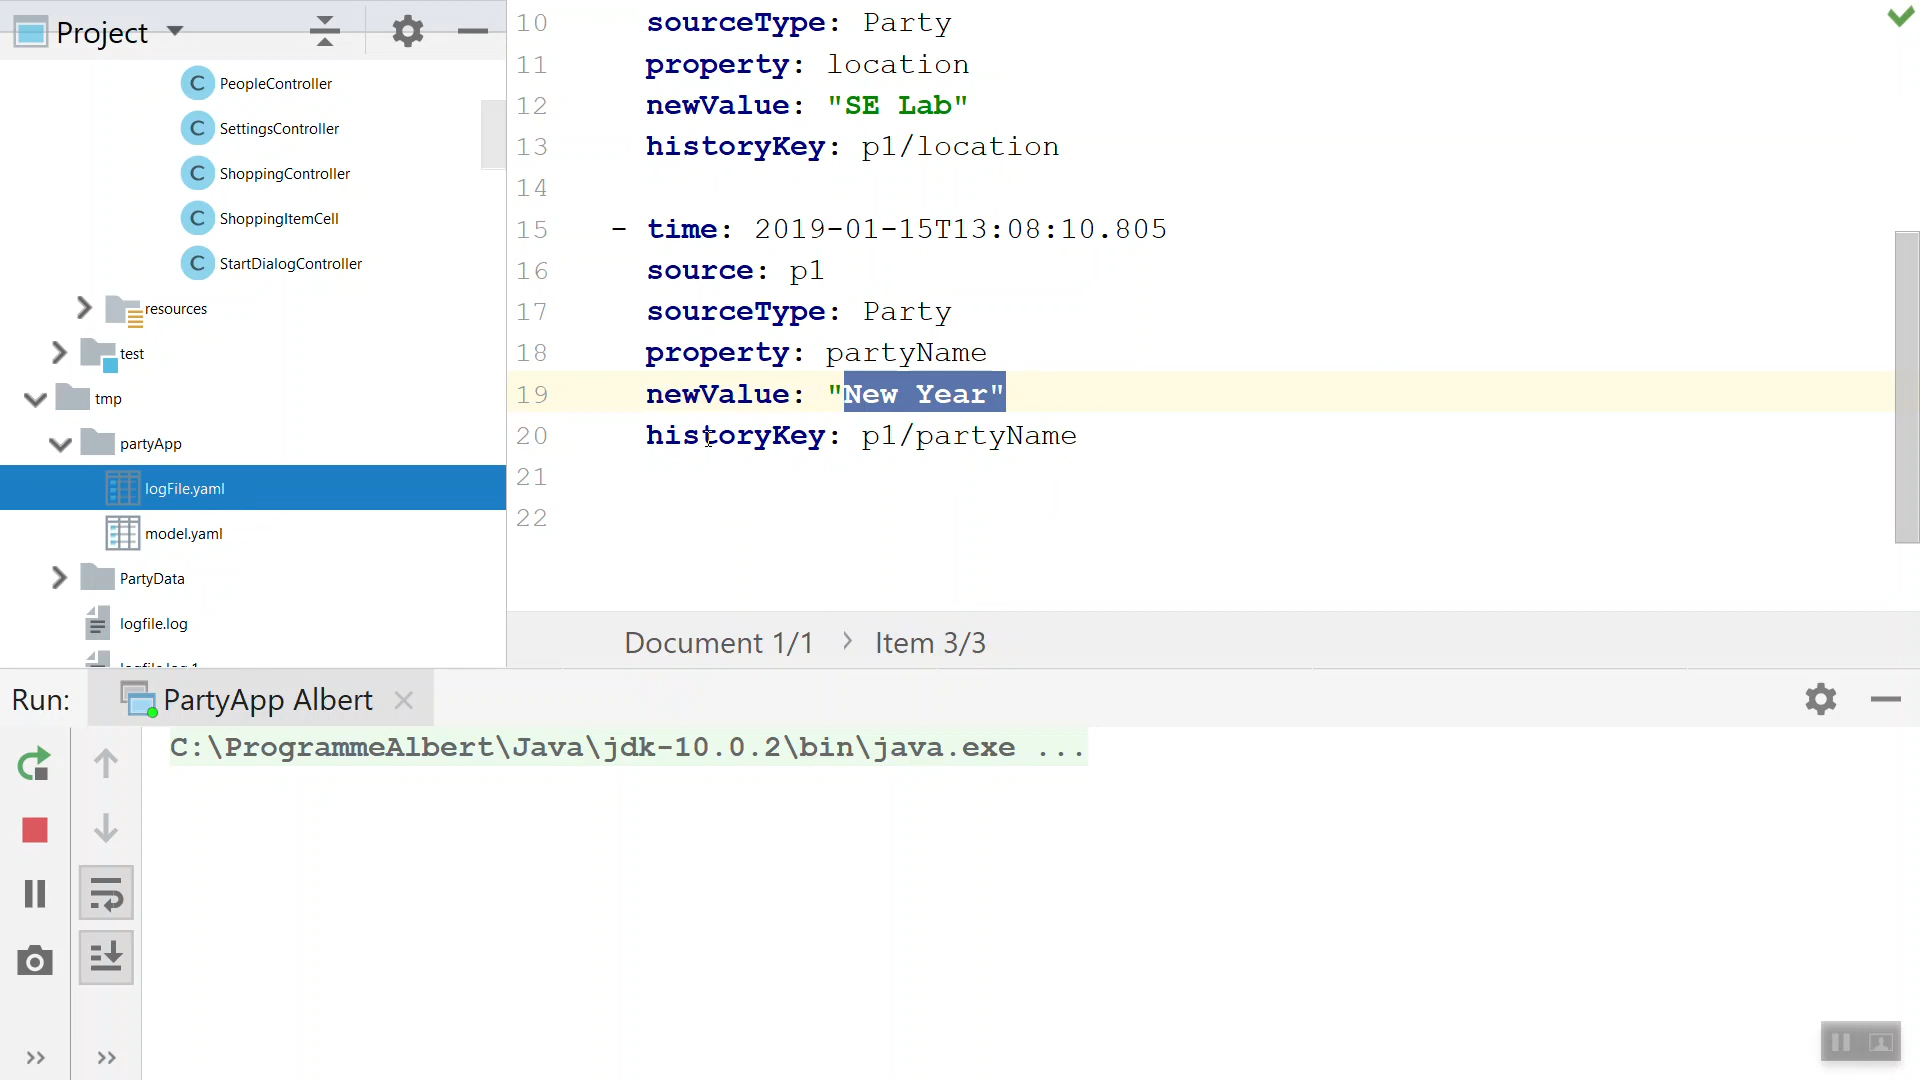 Project
PeopleController
SettingsController
ShoppingController
ShoppingItemCell
StartDialogController
resources
test
tmp
partyApp
logFile.yaml
model.yaml
PartyData
logfile.log
logfile.log.1
10 sourceType: Party
11 property: location
12 newValue: "SE Lab"
13 historyKey: p1/location
14
15 - time: 2019-01-15T13:08:10.805
16 source: p1
17 sourceType: Party
18 property: partyName
19 newValue: "New Year"
20 historyKey: p1/partyName
21
22
Document 1/1 › Item 3/3
Run: PartyApp Albert
C:\ProgrammeAlbert\Java\jdk-10.0.2\bin\java.exe ...